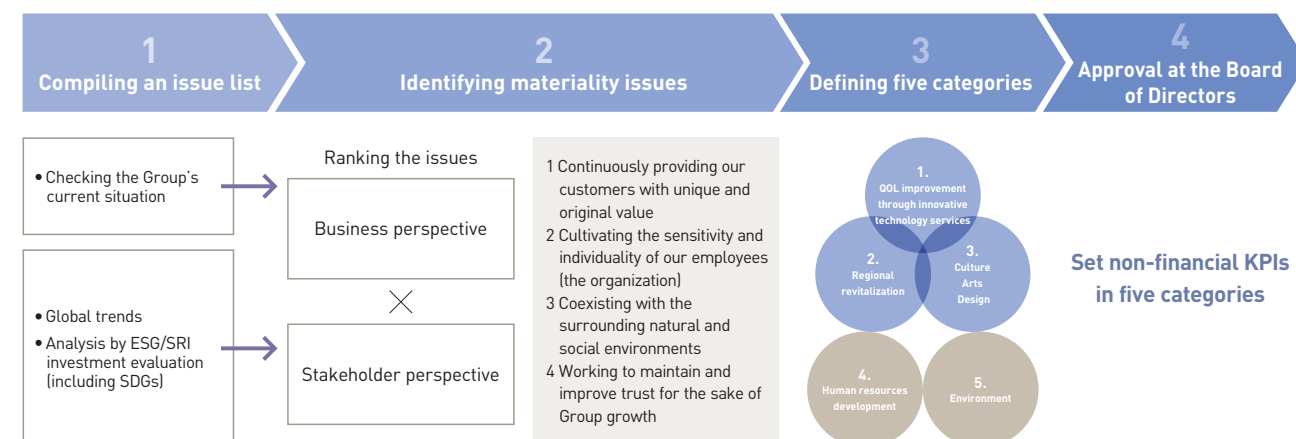 1
Compiling an issue list
2
Identifying materiality issues
3
Defining five categories
4
Approval at the Board
of Directors
• Checking the Group's
current situation
• Global trends
• Analysis by ESG/SRI
investment evaluation
(including SDGs)
Ranking the issues
Business perspective
×
Stakeholder perspective
1 Continuously providing our
customers with unique and
original value
2 Cultivating the sensitivity and
individuality of our employees
(the organization)
3 Coexisting with the
surrounding natural and
social environments
4 Working to maintain and
improve trust for the sake of
Group growth
1.
QOL improvement
through innovative
technology services
2.
Regional
revitalization
3.
Culture
Arts
Design
4.
Human resources
development
5.
Environment
Set non-financial KPIs
in five categories